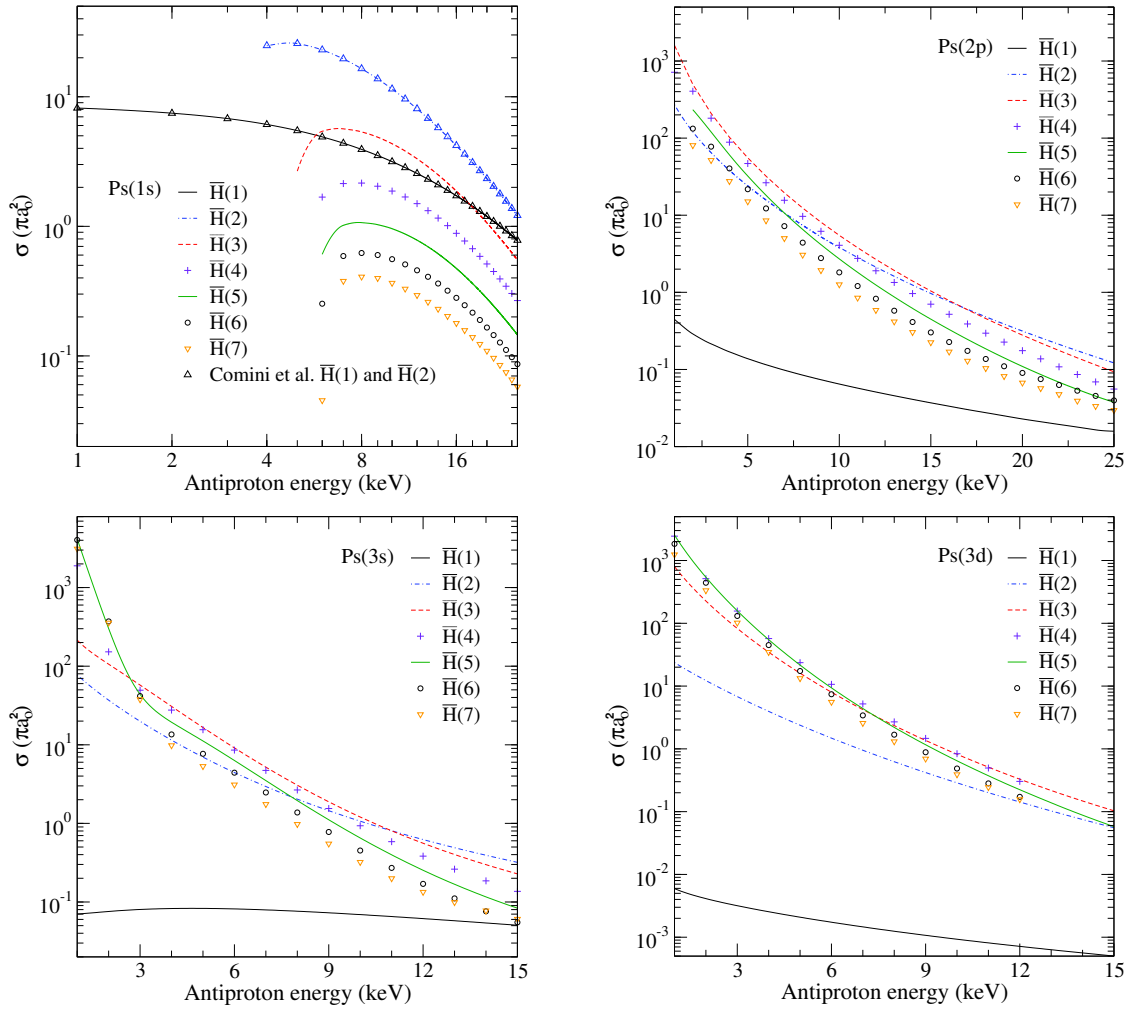 σ (πa₀²)
10²
10¹
10⁰
10⁻¹
1 2 4 8 16
Antiproton energy (keV)
Ps(1s)
H̅(1)
H̅(2)
H̅(3)
H̅(4)
H̅(5)
H̅(6)
H̅(7)
Comini et al. H̅(1) and H̅(2)
σ (πa₀²)
10³
10²
10¹
10⁰
10⁻¹
10⁻²
5 10 15 20 25
Antiproton energy (keV)
Ps(2p)
H̅(1)
H̅(2)
H̅(3)
H̅(4)
H̅(5)
H̅(6)
H̅(7)
σ (πa₀²)
10³
10²
10¹
10⁰
10⁻¹
3 6 9 12 15
Antiproton energy (keV)
Ps(3s)
H̅(1)
H̅(2)
H̅(3)
H̅(4)
H̅(5)
H̅(6)
H̅(7)
σ (πa₀²)
10³
10²
10¹
10⁰
10⁻¹
10⁻²
10⁻³
3 6 9 12 15
Antiproton energy (keV)
Ps(3d)
H̅(1)
H̅(2)
H̅(3)
H̅(4)
H̅(5)
H̅(6)
H̅(7)